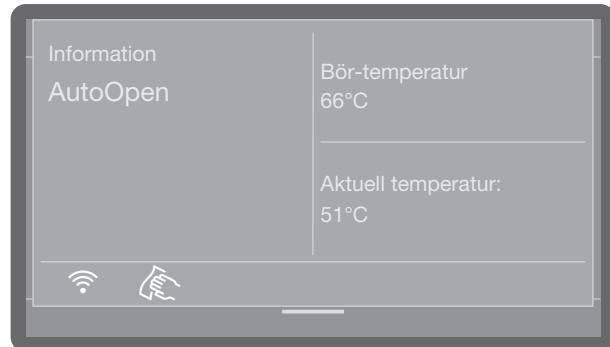 Information
AutoOpen
Bör-temperatur
66°C
Aktuell temperatur:
51°C